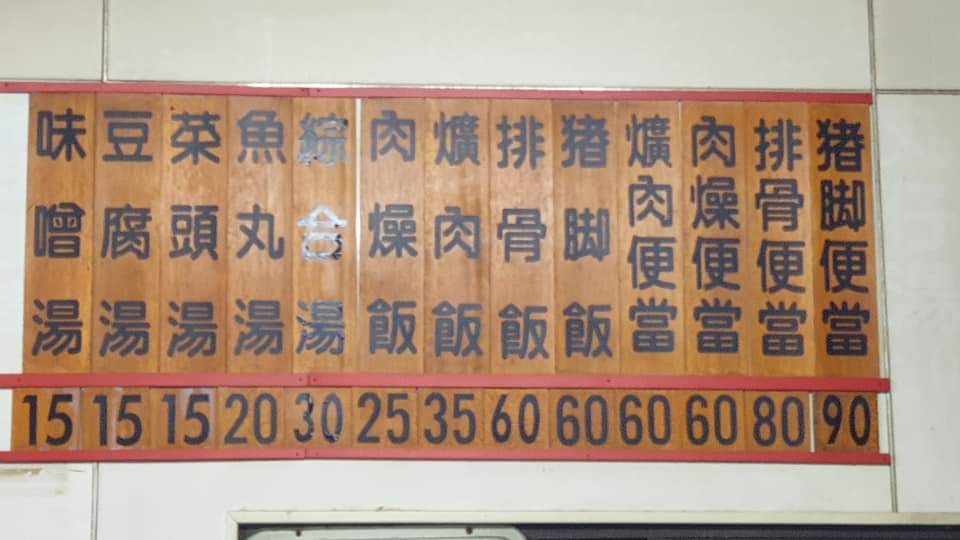 味噌湯
豆腐湯
菜頭湯
魚丸湯
綜合湯
肉燥飯
爌肉飯
排骨飯
猪脚飯
爌肉便當
肉燥便當
排骨便當
猪脚便當
15 15 15 20 30 25 35 60 60 60 60 80 90